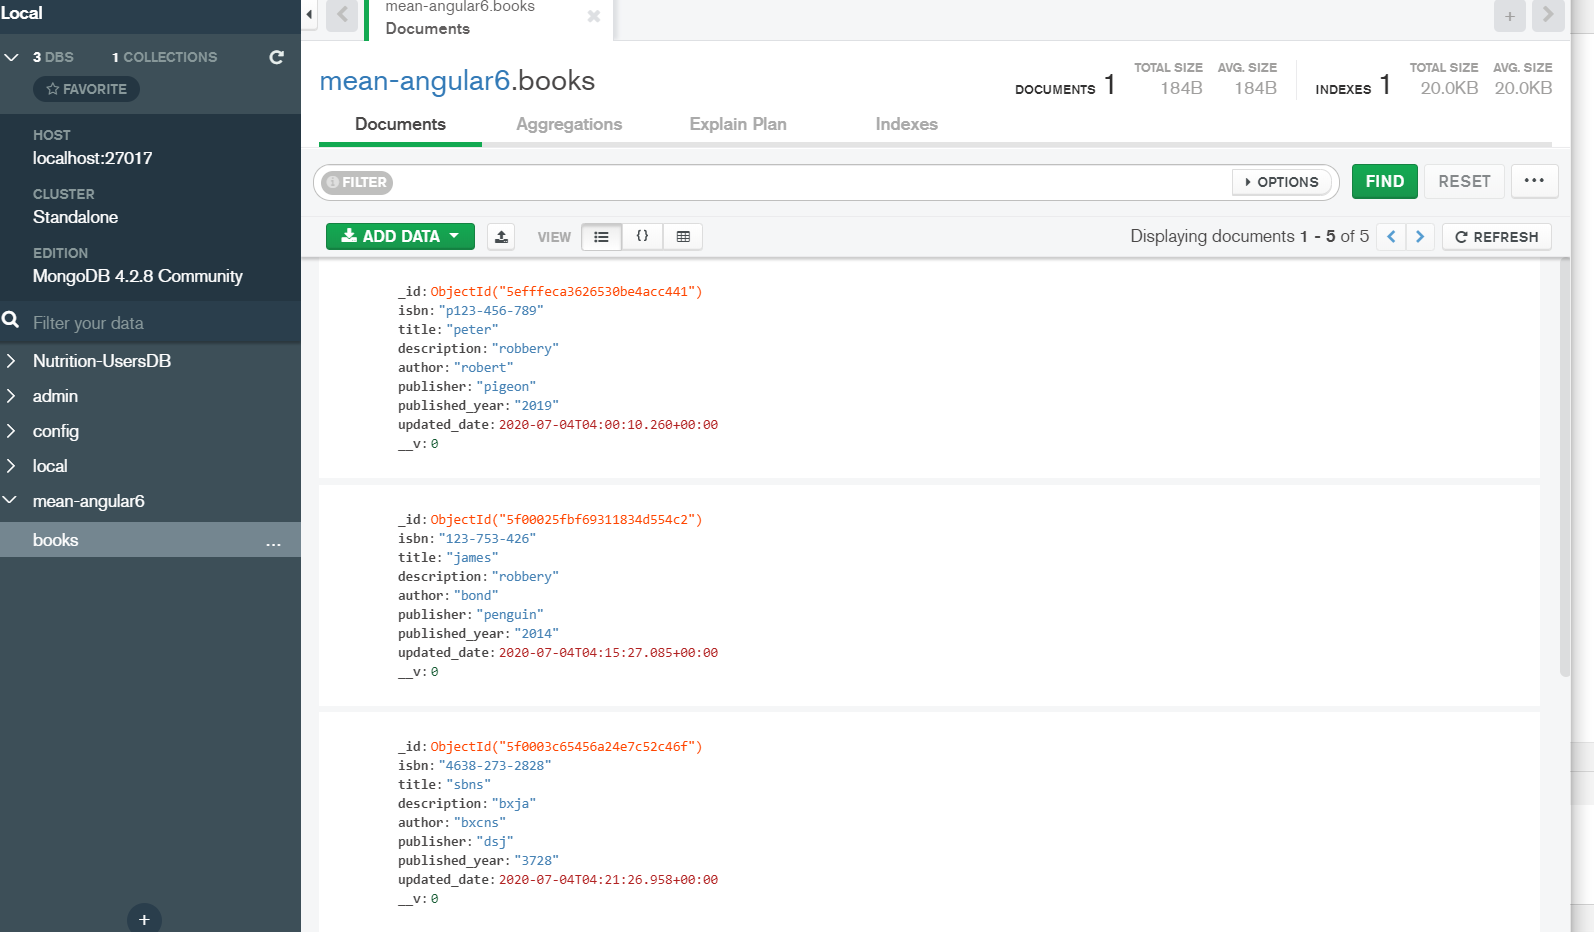 Local
3 DBS 1 COLLECTIONS
FAVORITE
HOST
localhost:27017
CLUSTER
Standalone
EDITION
MongoDB 4.2.8 Community
Filter your data
Nutrition-UsersDB
admin
config
local
mean-angular6
books ...
+
mean-angular6.books
Documents
mean-angular6.books
DOCUMENTS 1 TOTAL SIZE 184B AVG. SIZE 184B INDEXES 1 TOTAL SIZE 20.0KB AVG. SIZE 20.0KB
Documents Aggregations Explain Plan Indexes
FILTER OPTIONS FIND RESET ...
ADD DATA VIEW { } Displaying documents 1 - 5 of 5 REFRESH
_id: ObjectId("5efffeca3626530be4acc441")
isbn: "p123-456-789"
title: "peter"
description: "robbery"
author: "robert"
publisher: "pigeon"
published_year: "2019"
updated_date: 2020-07-04T04:00:10.260+00:00
__v: 0
_id: ObjectId("5f00025fbf69311834d554c2")
isbn: "123-753-426"
title: "james"
description: "robbery"
author: "bond"
publisher: "penguin"
published_year: "2014"
updated_date: 2020-07-04T04:15:27.085+00:00
__v: 0
_id: ObjectId("5f0003c65456a24e7c52c46f")
isbn: "4638-273-2828"
title: "sbns"
description: "bxja"
author: "bxcns"
publisher: "dsj"
published_year: "3728"
updated_date: 2020-07-04T04:21:26.958+00:00
__v: 0